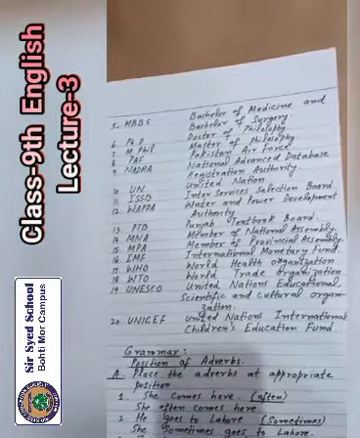 Class-9th English
Lecture-3
Sir Syed School
Bohti Mor Campus
5. MBBS Bachelor of Medicine and
Bachelor of Surgery
6. Ph.D Doctor of Philosophy.
7. M.Phil Master of Philosophy.
8 PAF Pakistan Air Force
9 NADRA National Advanced Database
Registration Authority.
10. UN United Nation.
11. ISSB Inter Services Selection Board.
12. WAPDA Water and Power Development
Authority
13. PTB Punjab Textbook Board.
14. MNA Member of National Assembly.
15. MPA Member of Provincial Assembly.
16. IMF International Monetary Fund.
17. WHO World Health organization
18. WTO World Trade organization
19. UNESCO United Nations Educational,
Scientific and cultural organi-
zation.
20. UNICEF United Nations International
Children's Education Fund.
Grammar:
Position of Adverbs.
A Place the adverbs at appropriate
position
1. She comes here. (often)
She often comes here
2. He goes to Lahore (Sometimes)
She Sometimes goes to Lahore.